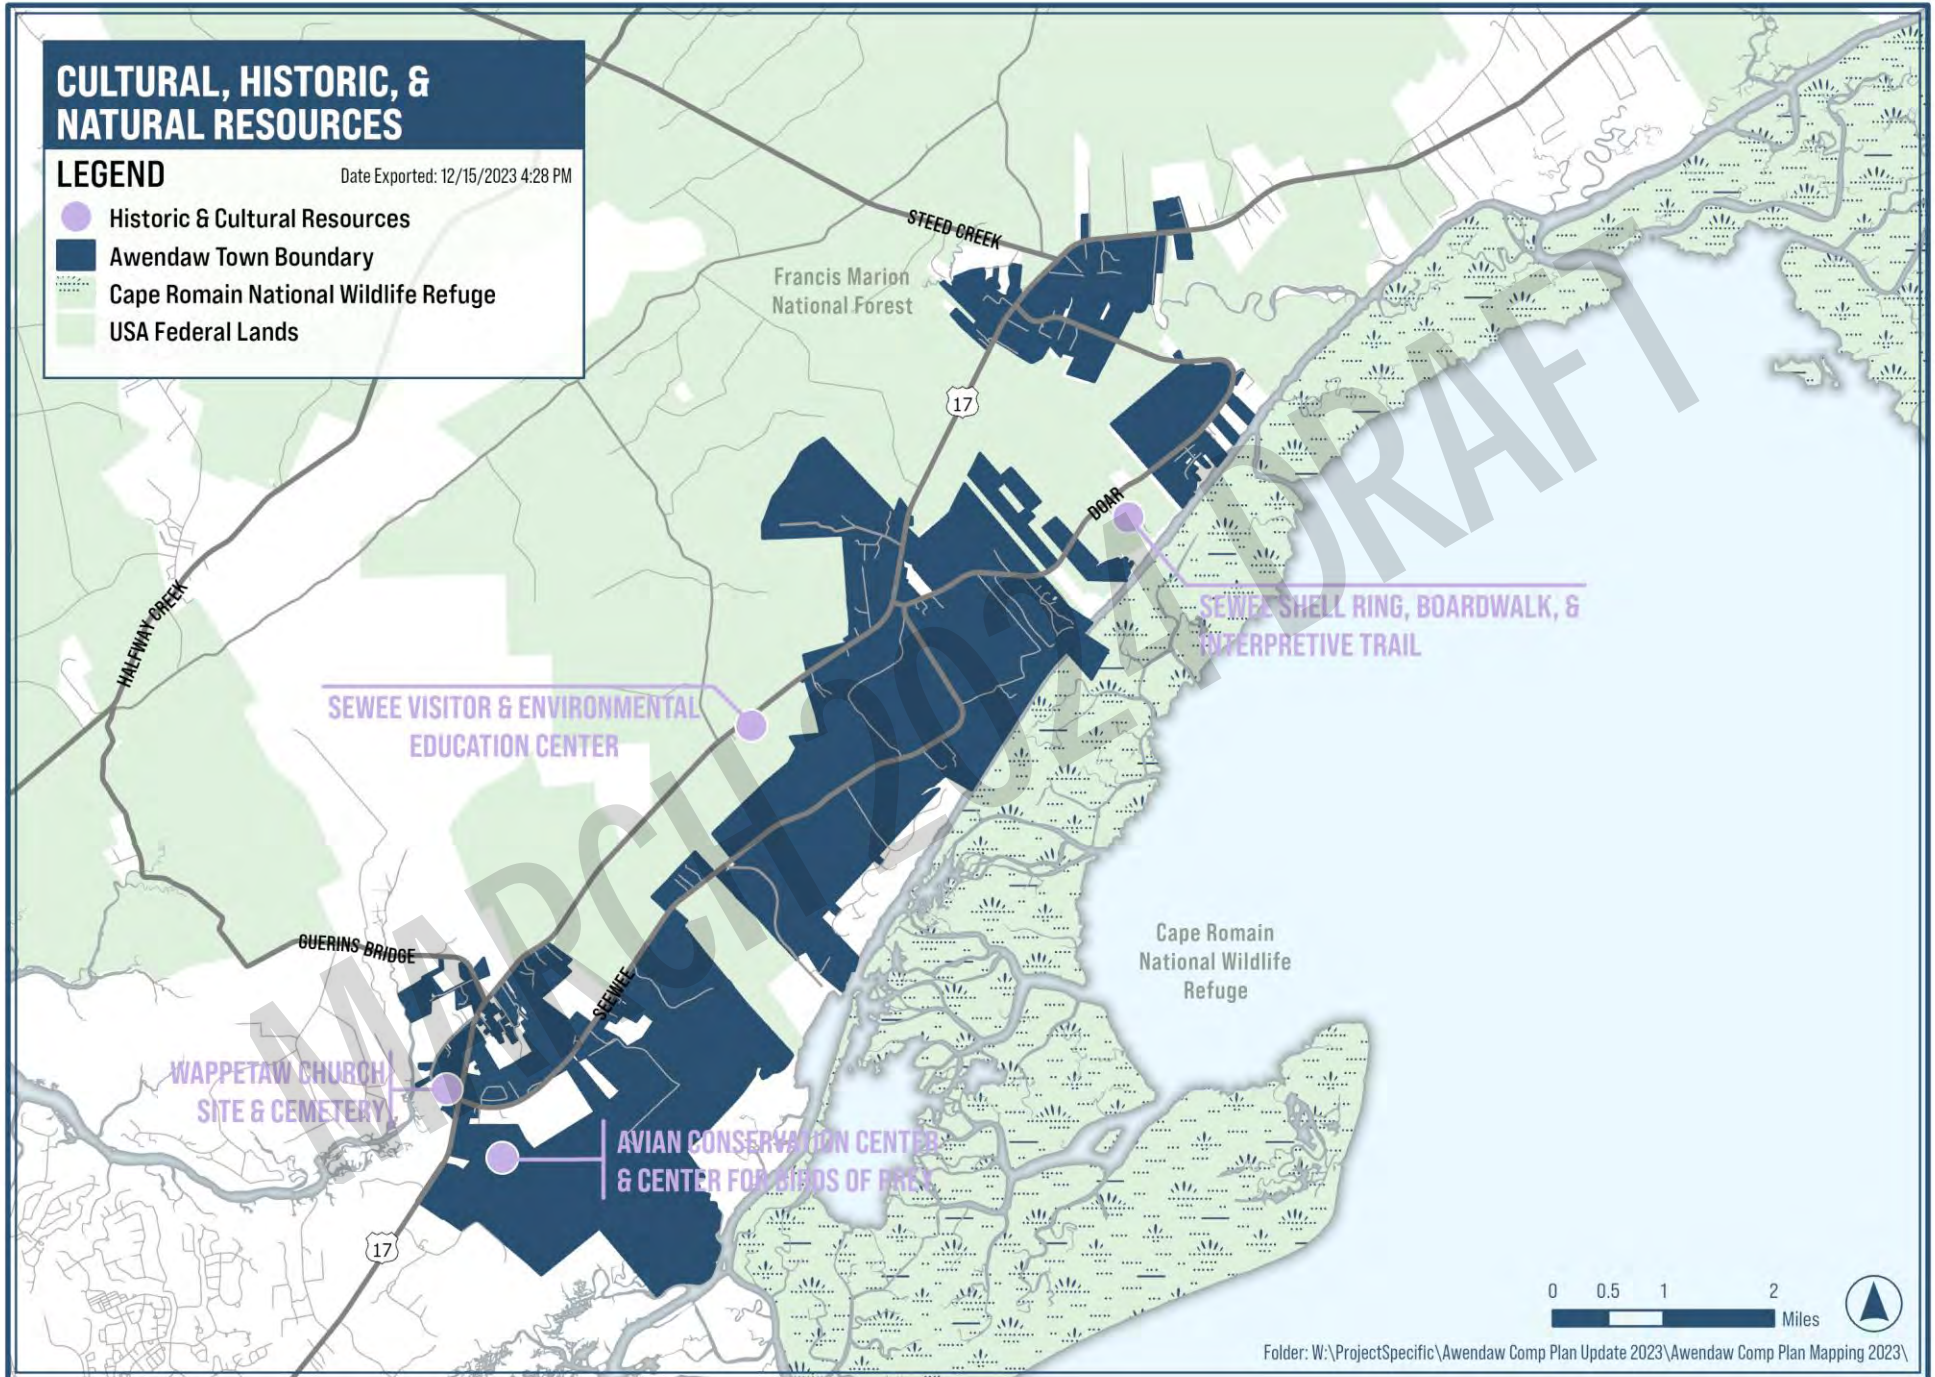 CULTURAL, HISTORIC, &
NATURAL RESOURCES
LEGEND
Date Exported: 12/15/2023 4:28 PM
Historic & Cultural Resources
Awendaw Town Boundary
Cape Romain National Wildlife Refuge
USA Federal Lands
STEED CREEK
Francis Marion
National Forest
17
DOAR
HALFWAY CREEK
SEWEE SHELL RING, BOARDWALK, &
INTERPRETIVE TRAIL
SEWEE VISITOR & ENVIRONMENTAL
EDUCATION CENTER
MARCH 2024 DRAFT
GUERINS BRIDGE
SEEWEE
Cape Romain
National Wildlife
Refuge
WAPPETAW CHURCH
SITE & CEMETERY
AVIAN CONSERVATION CENTER
& CENTER FOR BIRDS OF PREY
17
0 0.5 1 2
Miles
Folder: W:\ProjectSpecific\Awendaw Comp Plan Update 2023\Awendaw Comp Plan Mapping 2023\